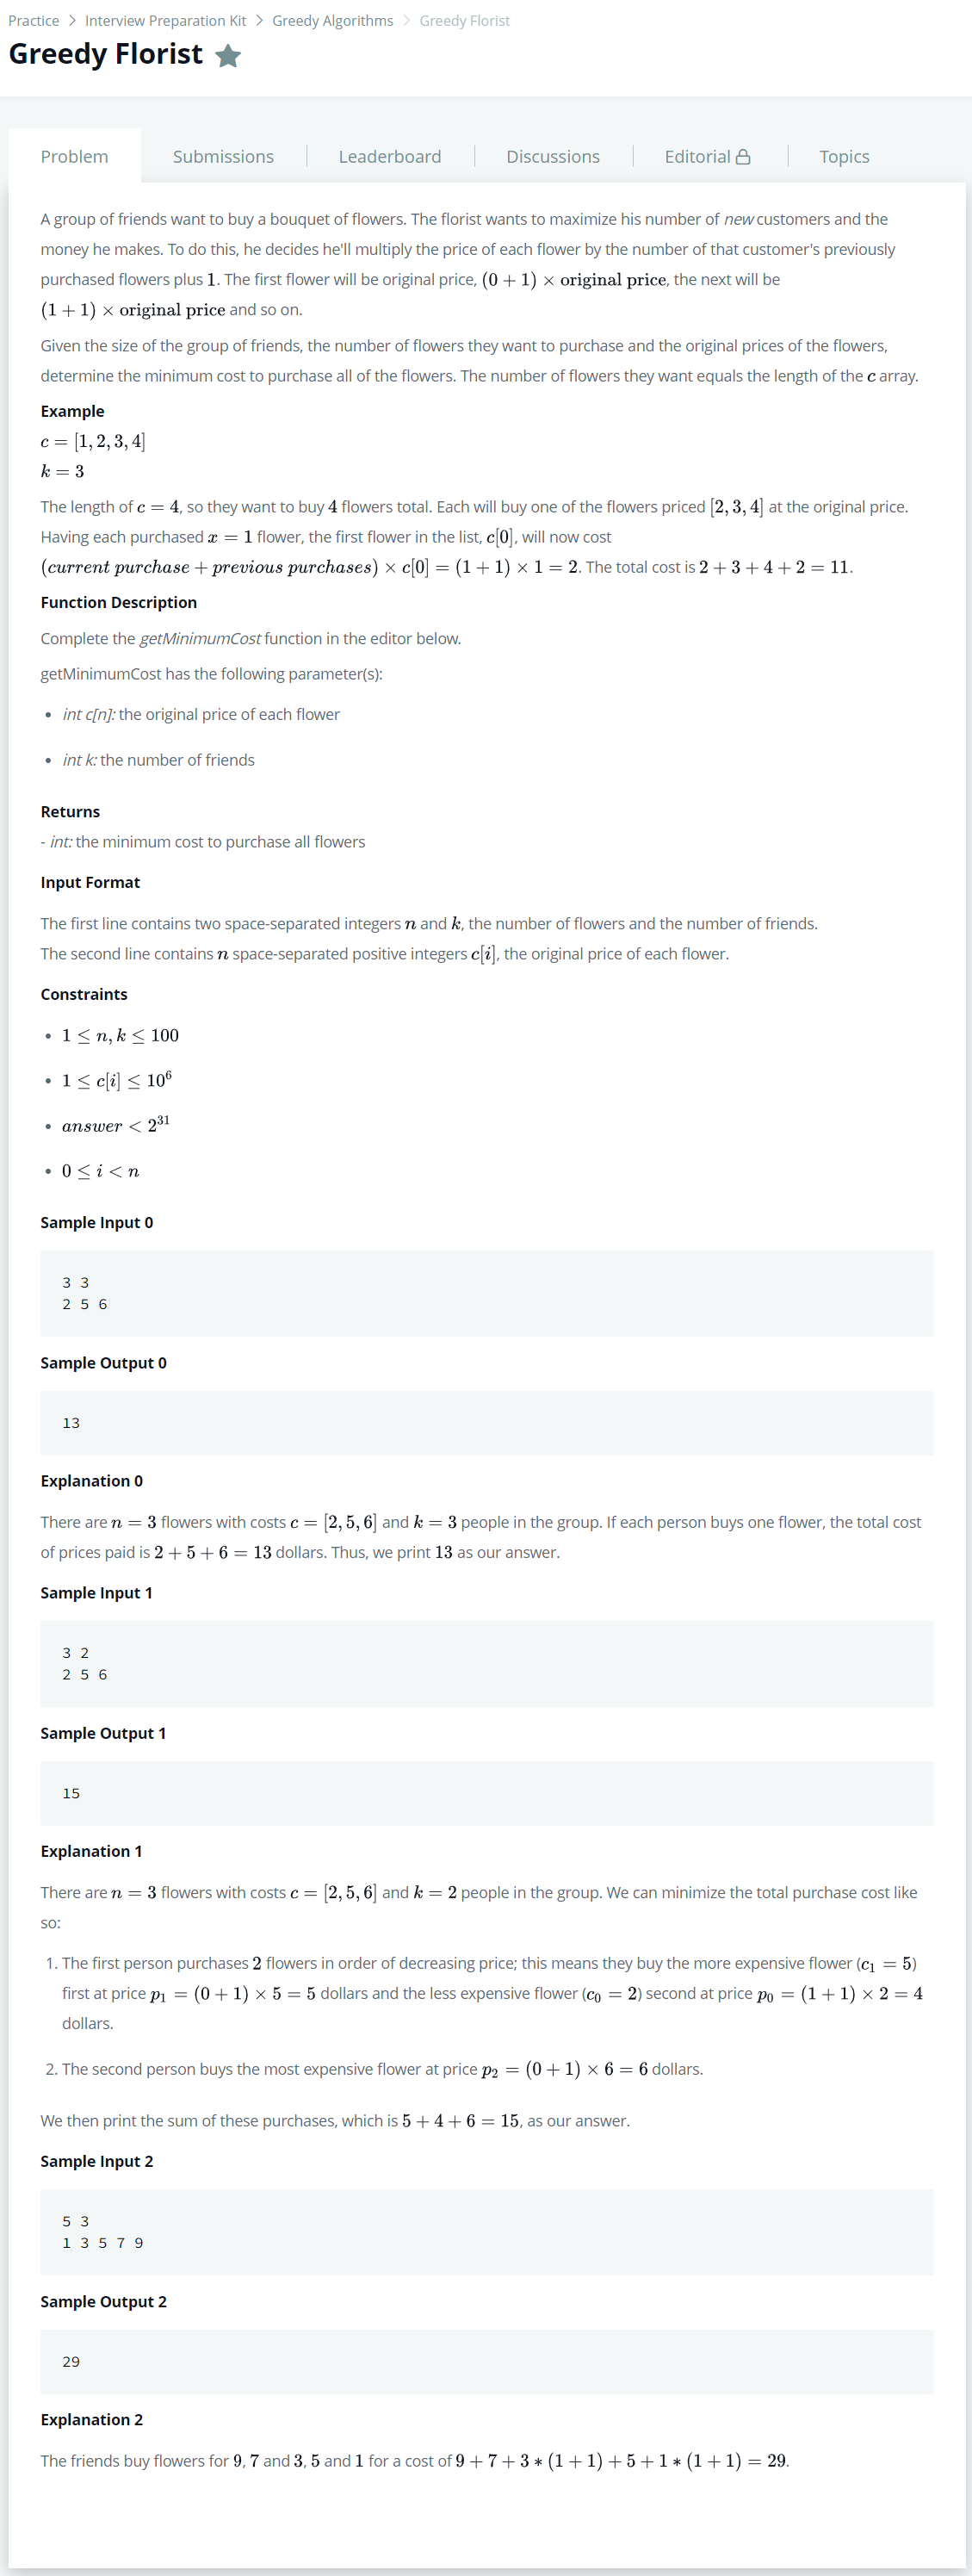 Practice > Interview Preparation Kit > Greedy Algorithms > Greedy Florist
Greedy Florist
Problem Submissions Leaderboard Discussions Editorial Topics
A group of friends want to buy a bouquet of flowers. The florist wants to maximize his number of new customers and the
money he makes. To do this, he decides he'll multiply the price of each flower by the number of that customer's previously
purchased flowers plus 1. The first flower will be original price, (0 + 1) × original price, the next will be
(1 + 1) × original price and so on.
Given the size of the group of friends, the number of flowers they want to purchase and the original prices of the flowers,
determine the minimum cost to purchase all of the flowers. The number of flowers they want equals the length of the c array.
Example
c = [1, 2, 3, 4]
k = 3
The length of c = 4, so they want to buy 4 flowers total. Each will buy one of the flowers priced [2, 3, 4] at the original price.
Having each purchased x = 1 flower, the first flower in the list, c[0], will now cost
(current purchase + previous purchases) × c[0] = (1 + 1) × 1 = 2. The total cost is 2 + 3 + 4 + 2 = 11.
Function Description
Complete the getMinimumCost function in the editor below.
getMinimumCost has the following parameter(s):
• int c[n]: the original price of each flower
• int k: the number of friends
Returns
- int: the minimum cost to purchase all flowers
Input Format
The first line contains two space-separated integers n and k, the number of flowers and the number of friends.
The second line contains n space-separated positive integers c[i], the original price of each flower.
Constraints
• 1 ≤ n, k ≤ 100
• 1 ≤ c[i] ≤ 10⁶
• answer < 2³¹
• 0 ≤ i < n
Sample Input 0
3 3
2 5 6
Sample Output 0
13
Explanation 0
There are n = 3 flowers with costs c = [2, 5, 6] and k = 3 people in the group. If each person buys one flower, the total cost
of prices paid is 2 + 5 + 6 = 13 dollars. Thus, we print 13 as our answer.
Sample Input 1
3 2
2 5 6
Sample Output 1
15
Explanation 1
There are n = 3 flowers with costs c = [2, 5, 6] and k = 2 people in the group. We can minimize the total purchase cost like
so:
1. The first person purchases 2 flowers in order of decreasing price; this means they buy the more expensive flower (c₁ = 5)
first at price p₁ = (0 + 1) × 5 = 5 dollars and the less expensive flower (c₀ = 2) second at price p₀ = (1 + 1) × 2 = 4
dollars.
2. The second person buys the most expensive flower at price p₂ = (0 + 1) × 6 = 6 dollars.
We then print the sum of these purchases, which is 5 + 4 + 6 = 15, as our answer.
Sample Input 2
5 3
1 3 5 7 9
Sample Output 2
29
Explanation 2
The friends buy flowers for 9, 7 and 3, 5 and 1 for a cost of 9 + 7 + 3 * (1 + 1) + 5 + 1 * (1 + 1) = 29.